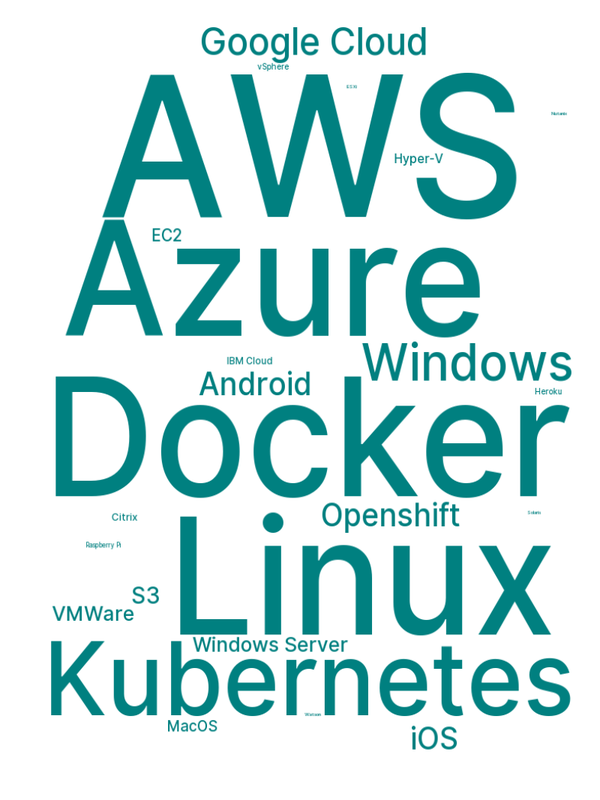 Google Cloud
vSphere
AWS
Hyper-V
EC2
Azure
Windows
IBM Cloud
Android
Heroku
Docker
Openshift
Citrix
Linux
Raspberry Pi
S3
VMWare
Windows Server
Kubernetes
MacOS
iOS